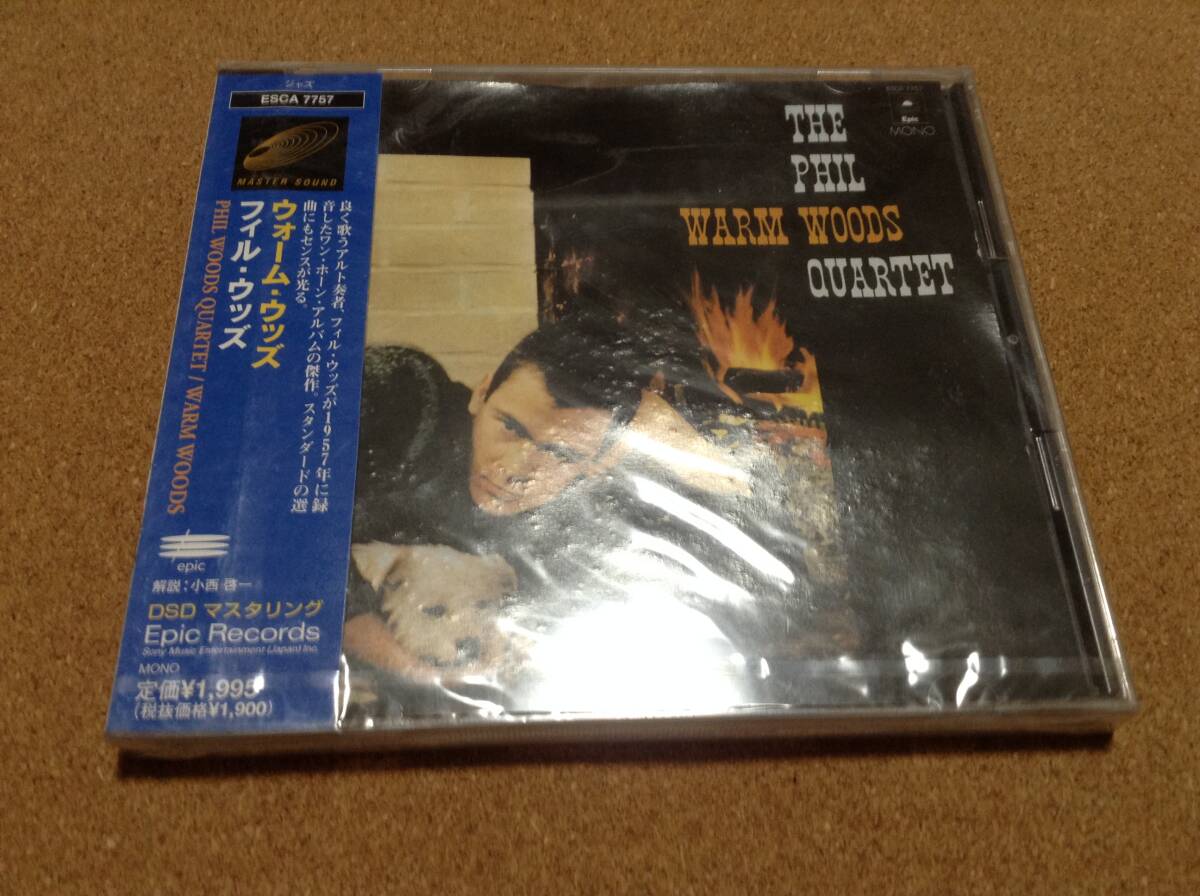 ジャズ
ESCA 7757
MASTER SOUND
ウォーム・ウッズ
フィル・ウッズ
PHIL WOODS QUARTET / WARM WOODS
良く歌うアルト奏者、フィル・ウッズが1957年に録
音したワン・ホーン・アルバムの傑作。スタンダードの選
曲にもセンスが光る。
epic
解説：小西 啓一
DSD マスタリング
Epic Records
Sony Music Entertainment (Japan) Inc.
MONO
定価¥1,995
(税抜価格¥1,900)
THE
PHIL
WARM WOODS
QUARTET
ESCA 7757
Epic
MONO